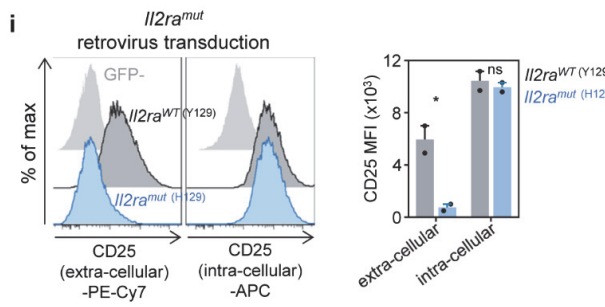 i
Il2ra^mut
retrovirus transduction
GFP-
Il2ra^WT (Y129)
Il2ra^mut (H129)
% of max
CD25
(extra-cellular)
-PE-Cy7
CD25
(intra-cellular)
-APC
12
8
4
0
CD25 MFI (x10³)
*
ns
Il2ra^WT (Y129
Il2ra^mut (H12
extra-cellular
intra-cellular